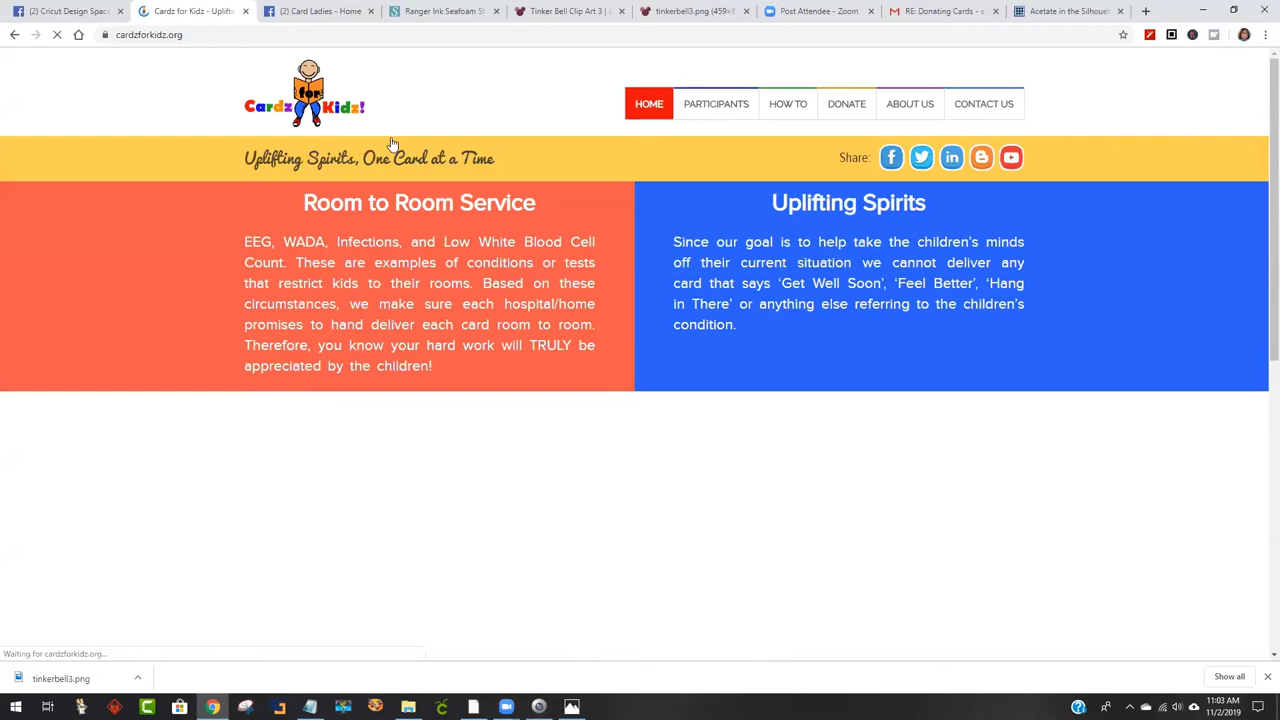 (2) Cricut Design Spac
Cardz for Kidz - Uplift
(2) Card Ladies - Home
Ranger Ink Seafoam St
Tinker Bell Clip Art 3 | 
tinkerbell3.png (459×
Post Attendee - Zoom
RE: Donating Cards - e
Acetate in the Silhoue
cardzforkidz.org
Cardz for Kidz!
HOME
PARTICIPANTS
HOW TO
DONATE
ABOUT US
CONTACT US
Uplifting Spirits, One Card at a Time
Share:
Room to Room Service
EEG, WADA, Infections, and Low White Blood Cell
Count. These are examples of conditions or tests
that restrict kids to their rooms. Based on these
circumstances, we make sure each hospital/home
promises to hand deliver each card room to room.
Therefore, you know your hard work will TRULY be
appreciated by the children!
Uplifting Spirits
Since our goal is to help take the children's minds
off their current situation we cannot deliver any
card that says ‘Get Well Soon’, ‘Feel Better’, ‘Hang
in There’ or anything else referring to the children's
condition.
Waiting for cardzforkidz.org...
tinkerbell3.png
Show all
11:03 AM
11/2/2019